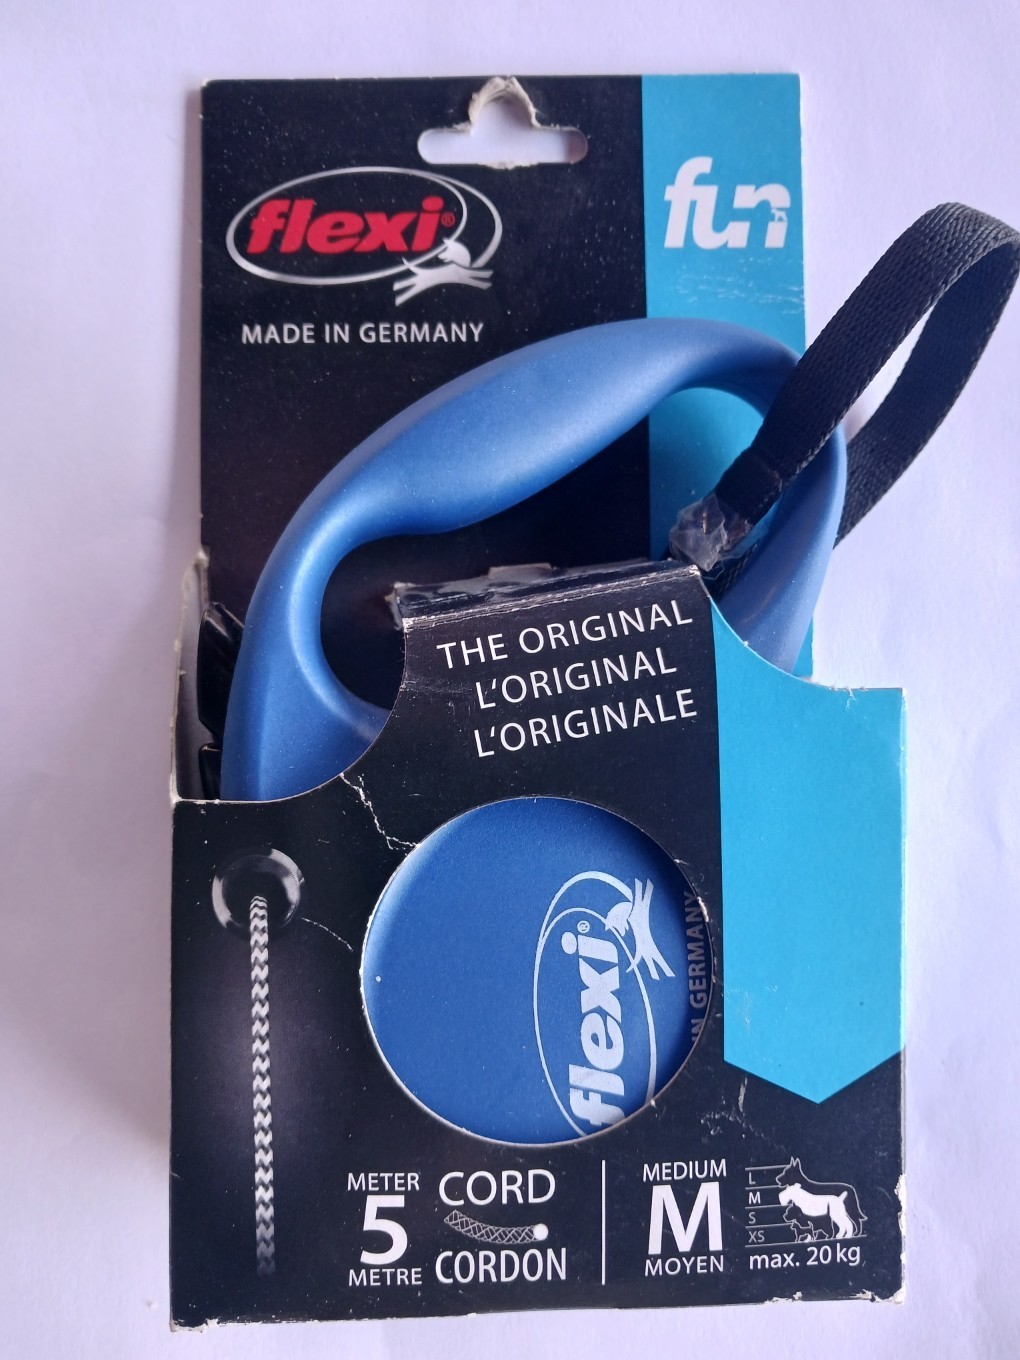 flexi®
fun
MADE IN GERMANY
THE ORIGINAL
L'ORIGINAL
L'ORIGINALE
flexi®
IN GERMANY
METER
5
METRE
CORD
CORDON
MEDIUM
M
MOYEN
L
M
S
XS
max. 20 kg